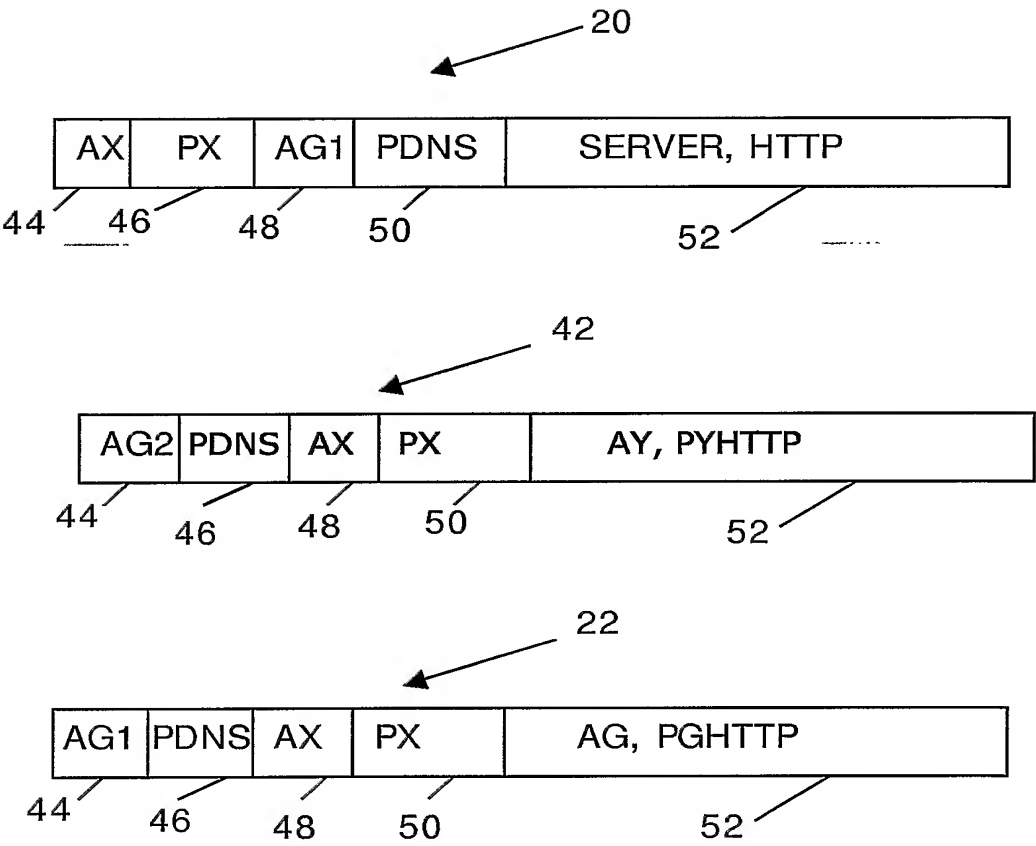 20
AX PX AG1 PDNS SERVER, HTTP
44 46 48 50 52
42
AG2 PDNS AX PX AY, PYHTTP
44 46 48 50 52
22
AG1 PDNS AX PX AG, PGHTTP
44 46 48 50 52